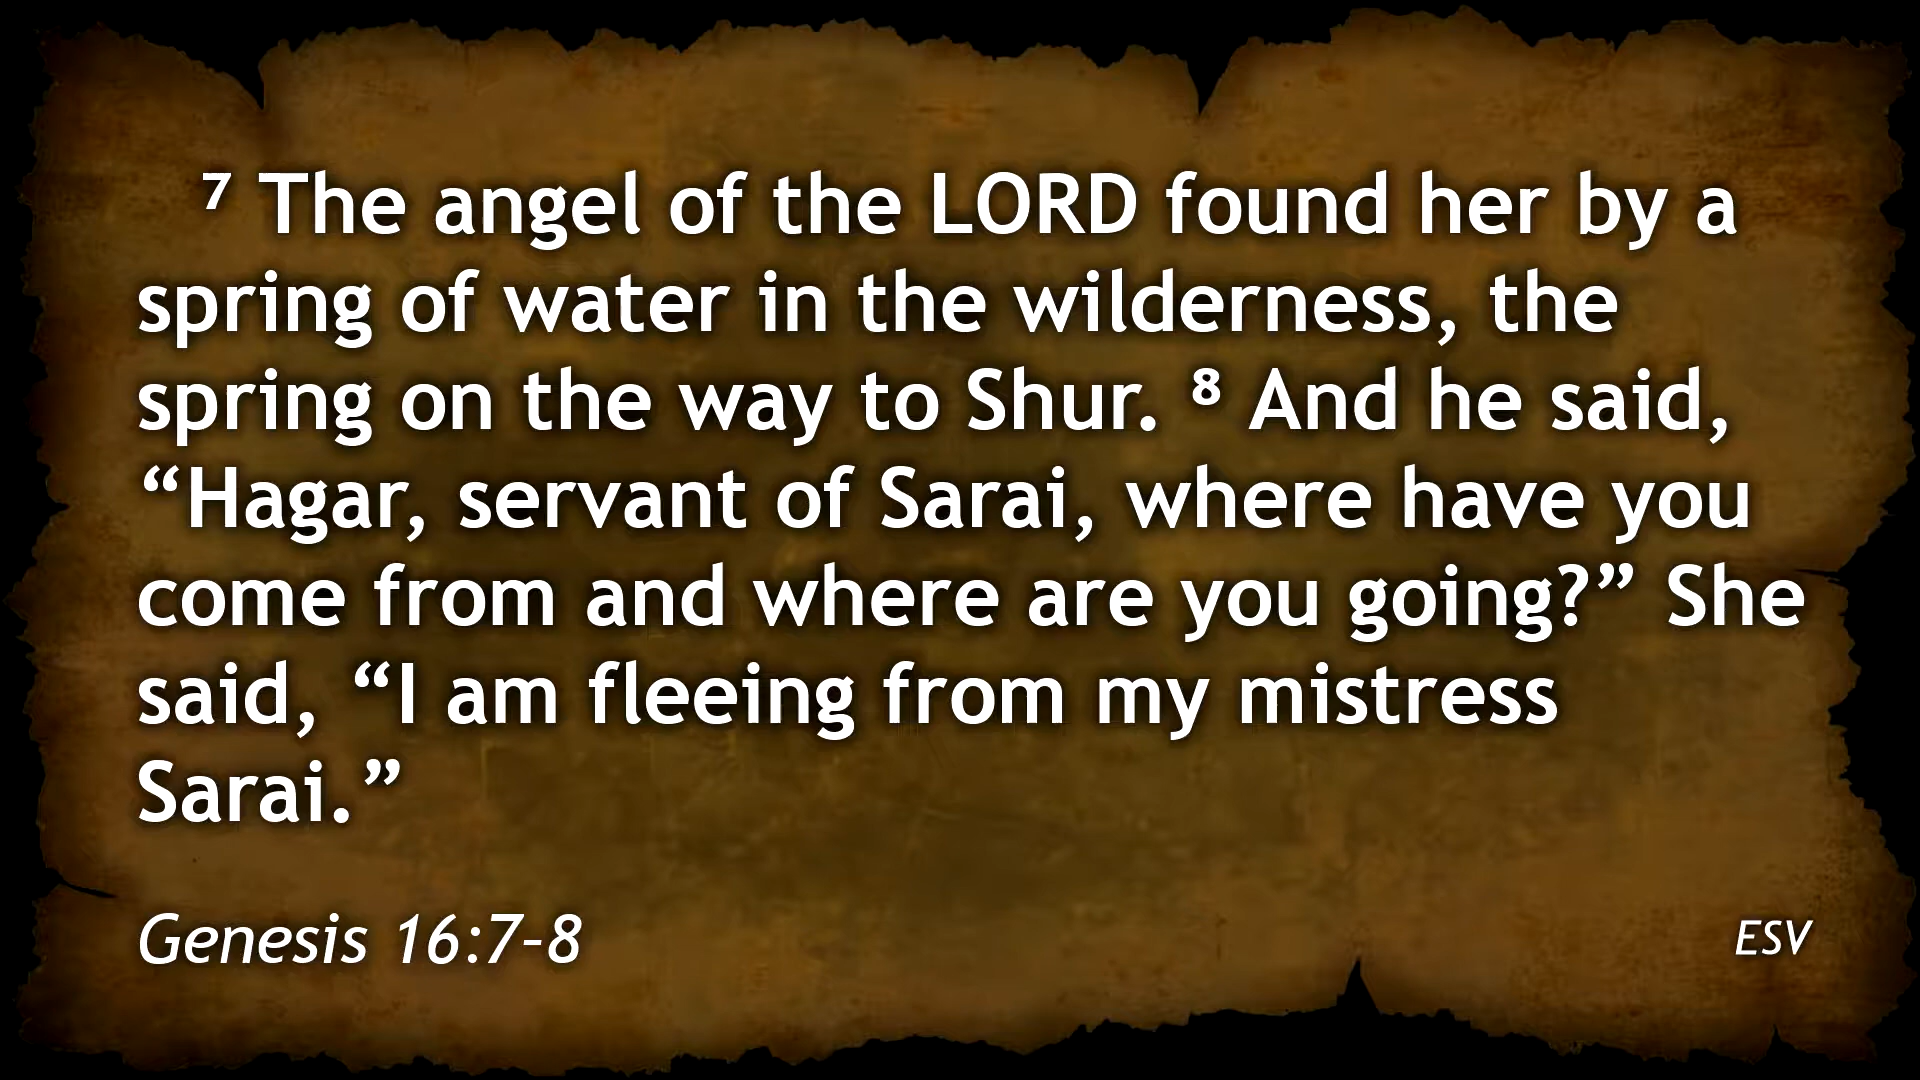 ⁷ The angel of the LORD found her by a
spring of water in the wilderness, the
spring on the way to Shur. ⁸ And he said,
“Hagar, servant of Sarai, where have you
come from and where are you going?” She
said, “I am fleeing from my mistress
Sarai.”
Genesis 16:7–8
ESV